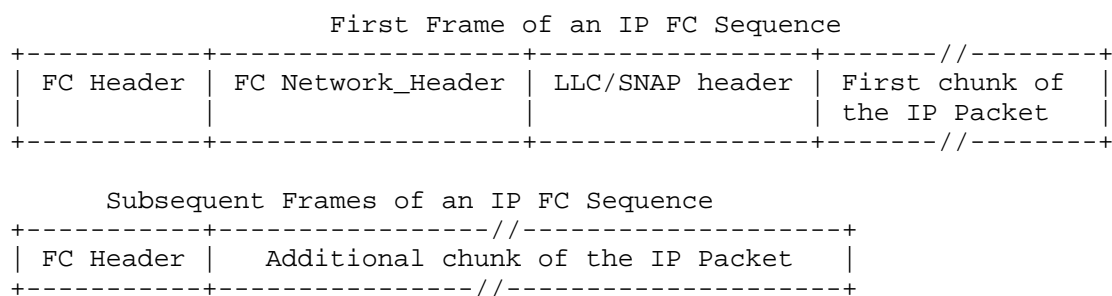 First Frame of an IP FC Sequence
+-----------+-------------------+-----------------+-------//--------+
| FC Header | FC Network_Header | LLC/SNAP header | First chunk of  |
|           |                   |                 | the IP Packet   |
+-----------+-------------------+-----------------+-------//--------+
Subsequent Frames of an IP FC Sequence
+-----------+-----------------//---------------------+
| FC Header |   Additional chunk of the IP Packet    |
+-----------+----------------//----------------------+